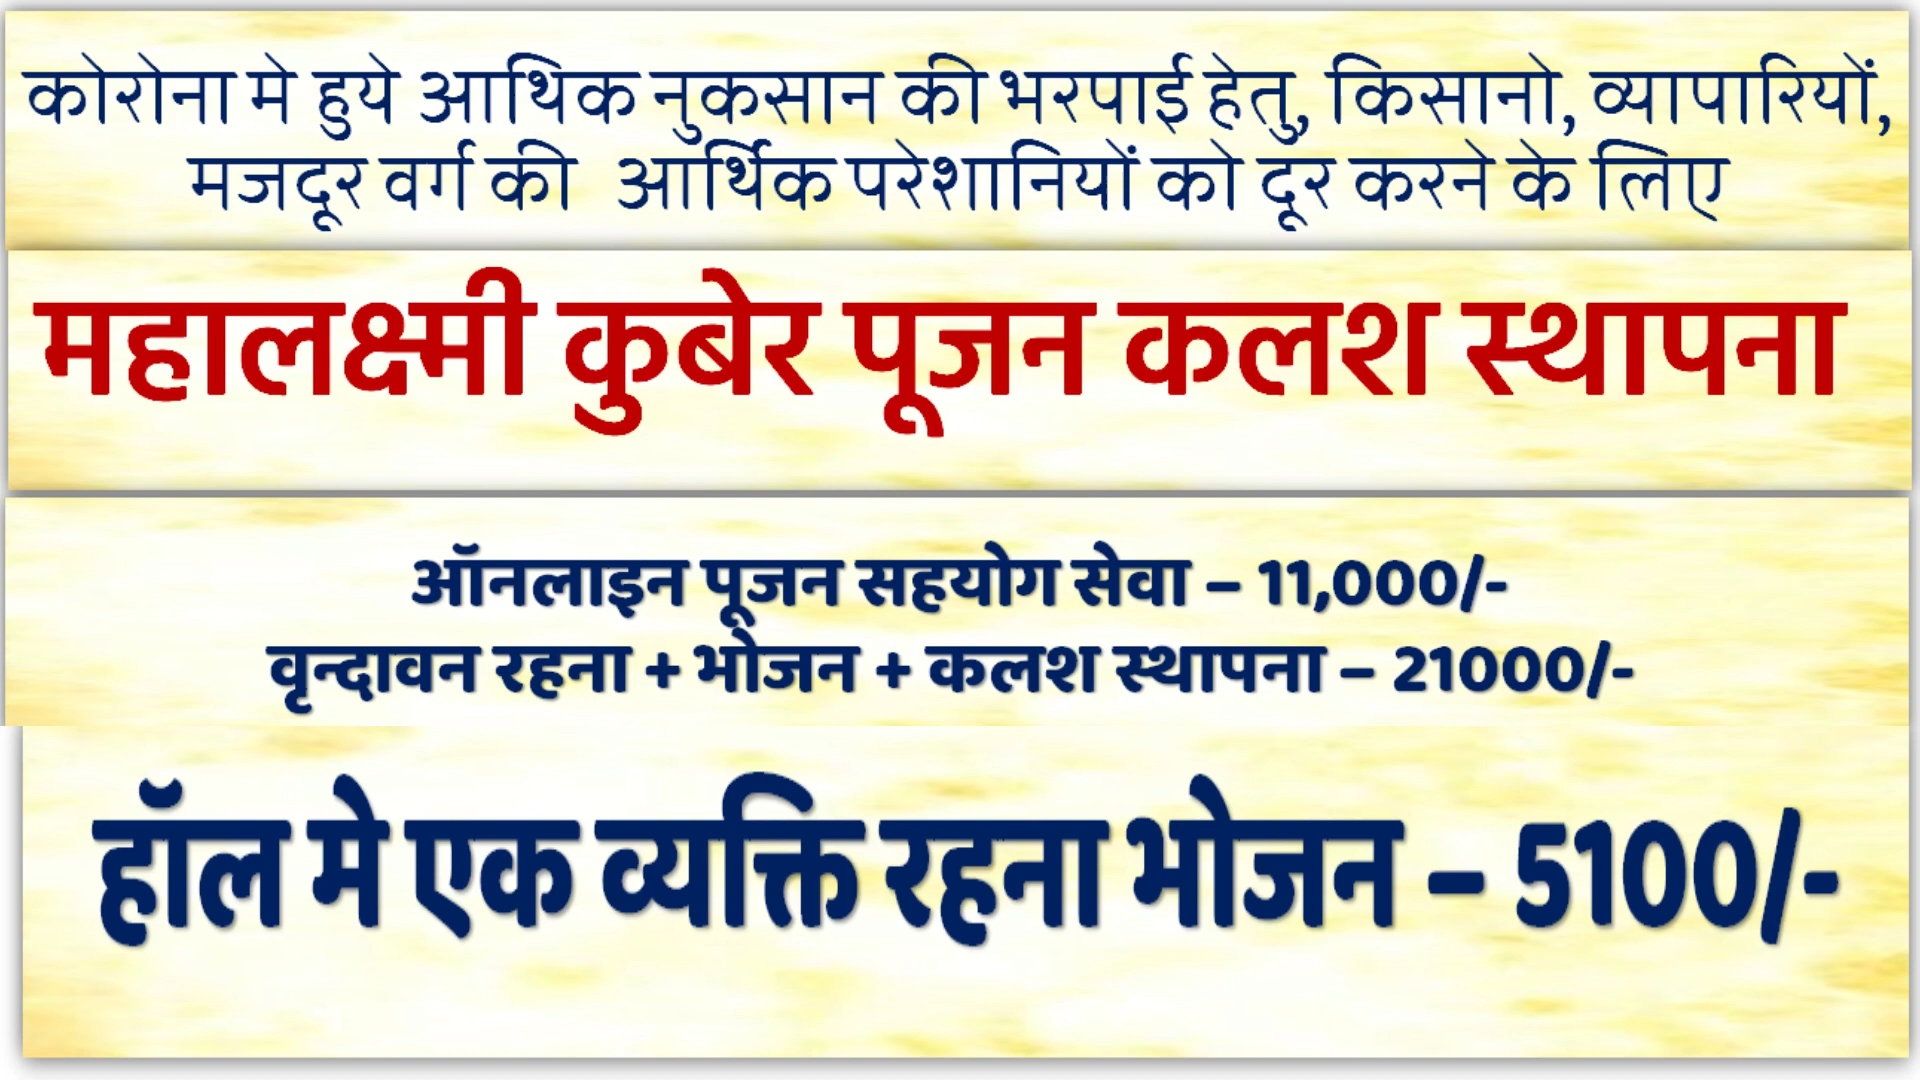 कोरोना मे हुये आथिक नुकसान की भरपाई हेतु, किसानो, व्यापारियों,
मजदूर वर्ग की आर्थिक परेशानियों को दूर करने के लिए
महालक्ष्मी कुबेर पूजन कलश स्थापना
ऑनलाइन पूजन सहयोग सेवा – 11,000/-
वृन्दावन रहना + भोजन + कलश स्थापना – 21000/-
हॉल मे एक व्यक्ति रहना भोजन – 5100/-